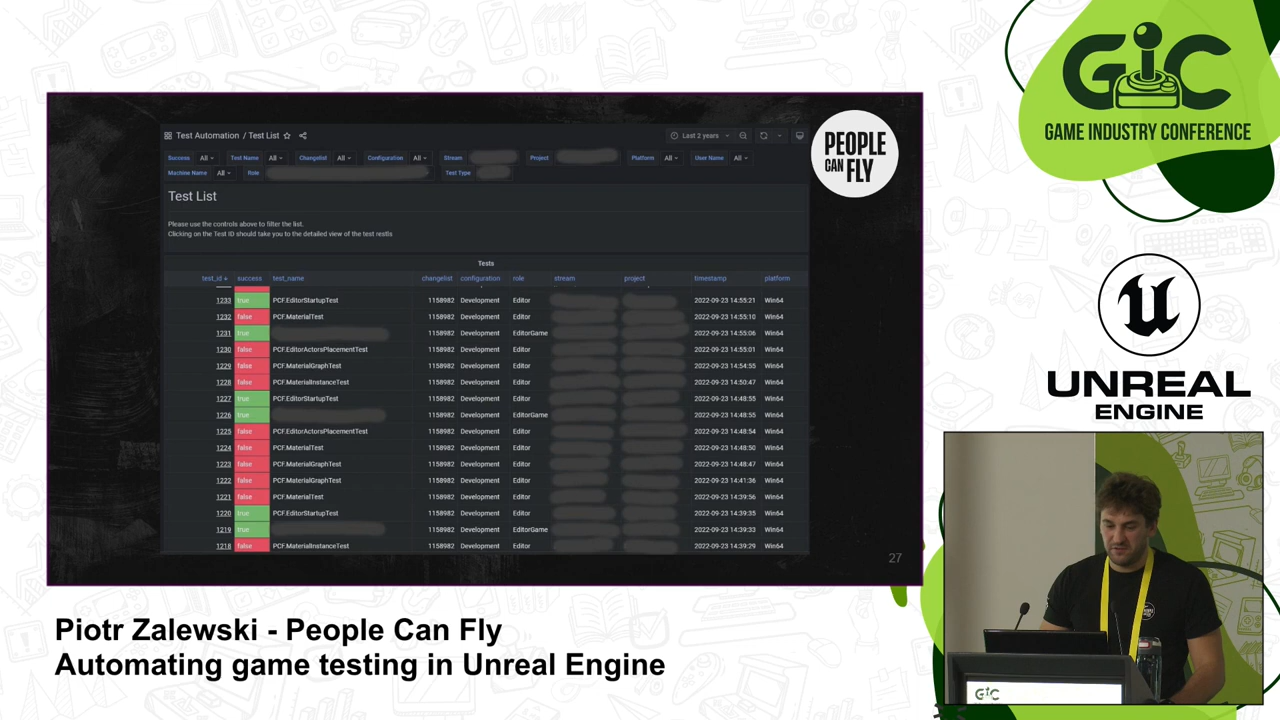 GIC
GAME INDUSTRY CONFERENCE
PEOPLE
CAN FLY
Test Automation / Test List
Last 2 years
Success All Test Name All Changelist All Configuration All Stream Project Platform All User Name All
Machine Name All Role Test Type
Test List
Please use the controls above to filter the list.
Clicking on the Test ID should take you to the detailed view of the test restls
Tests
test_id success test_name changelist configuration role stream project timestamp platform
1233 true PCF.EditorStartupTest 1158982 Development Editor 2022-09-23 14:55:21 Win64
1232 false PCF.MaterialTest 1158982 Development Editor 2022-09-23 14:55:10 Win64
1231 true 1158982 Development EditorGame 2022-09-23 14:55:06 Win64
1230 false PCF.EditorActorsPlacementTest 1158982 Development Editor 2022-09-23 14:55:01 Win64
1229 false PCF.MaterialGraphTest 1158982 Development Editor 2022-09-23 14:54:55 Win64
1228 false PCF.MaterialInstanceTest 1158982 Development Editor 2022-09-23 14:50:47 Win64
1227 true PCF.EditorStartupTest 1158982 Development Editor 2022-09-23 14:48:55 Win64
1226 true 1158982 Development EditorGame 2022-09-23 14:48:55 Win64
1225 false PCF.EditorActorsPlacementTest 1158982 Development Editor 2022-09-23 14:48:54 Win64
1224 false PCF.MaterialTest 1158982 Development Editor 2022-09-23 14:48:50 Win64
1223 false PCF.MaterialGraphTest 1158982 Development Editor 2022-09-23 14:48:47 Win64
1222 false PCF.MaterialGraphTest 1158982 Development Editor 2022-09-23 14:41:36 Win64
1221 false PCF.MaterialTest 1158982 Development Editor 2022-09-23 14:39:56 Win64
1220 true PCF.EditorStartupTest 1158982 Development Editor 2022-09-23 14:39:35 Win64
1219 true 1158982 Development EditorGame 2022-09-23 14:39:33 Win64
1218 false PCF.MaterialInstanceTest 1158982 Development Editor 2022-09-23 14:39:29 Win64
27
UNREAL
ENGINE
GIC
Piotr Zalewski - People Can Fly
Automating game testing in Unreal Engine